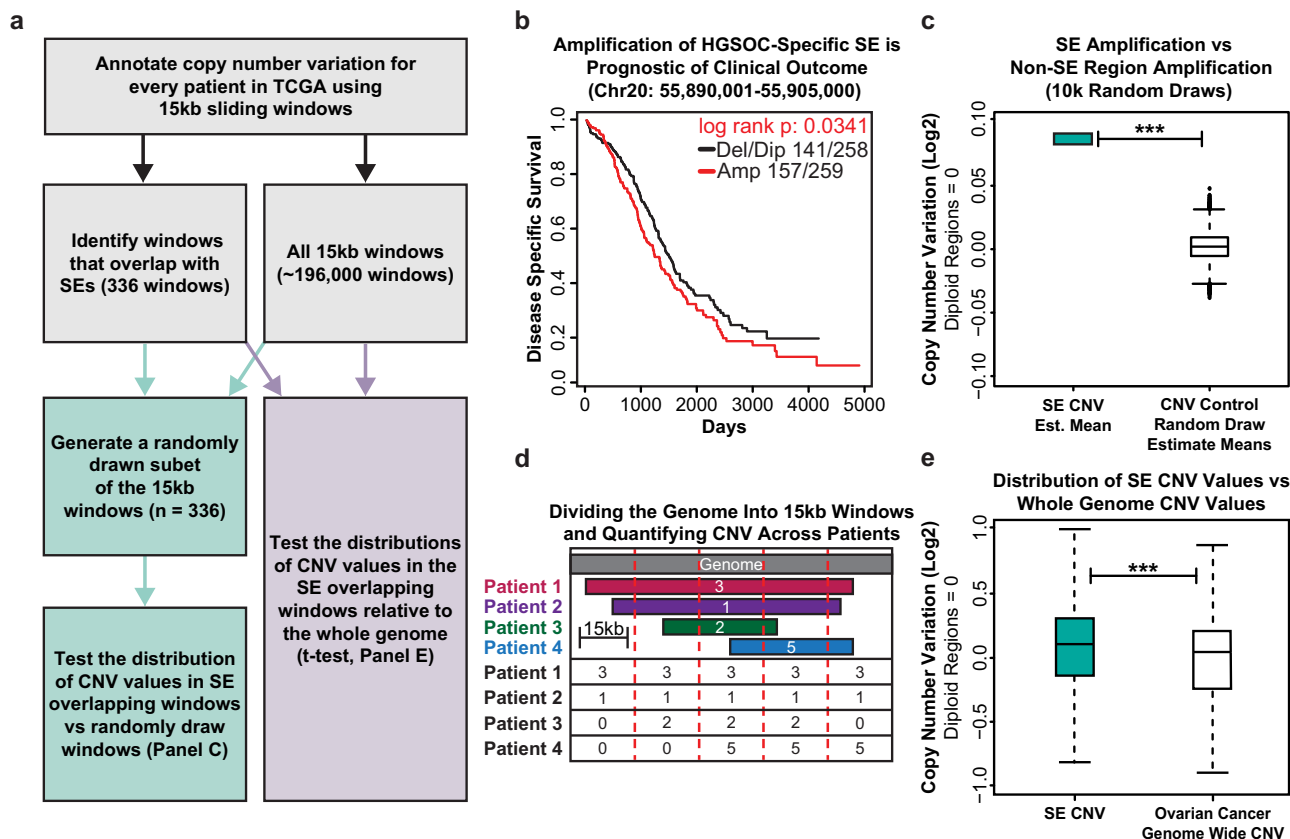 a
Annotate copy number variation for
every patient in TCGA using
15kb sliding windows
Identify windows
that overlap with
SEs (336 windows)
All 15kb windows
(~196,000 windows)
Generate a randomly
drawn subet
of the 15kb
windows (n = 336)
Test the distributions
of CNV values in the
SE overlapping
windows relative to
the whole genome
(t-test, Panel E)
Test the distribution
of CNV values in SE
overlapping windows
vs randomly draw
windows (Panel C)
b
Amplification of HGSOC-Specific SE is
Prognostic of Clinical Outcome
(Chr20: 55,890,001-55,905,000)
log rank p: 0.0341
Del/Dip 141/258
Amp 157/259
Disease Specific Survival
1.0
0.8
0.6
0.4
0.2
0.0
0 1000 2000 3000 4000 5000
Days
c
SE Amplification vs
Non-SE Region Amplification
(10k Random Draws)
Copy Number Variation (Log2)
Diploid Regions = 0
0.10
0.05
0.00
−0.05
−0.10
***
SE CNV
Est. Mean
CNV Control
Random Draw
Estimate Means
d
Dividing the Genome Into 15kb Windows
and Quantifying CNV Across Patients
Genome
Patient 1 3
Patient 2 1
Patient 3 2
Patient 4 5
15kb
Patient 1 3 3 3 3 3
Patient 2 1 1 1 1 1
Patient 3 0 2 2 2 0
Patient 4 0 0 5 5 5
e
Distribution of SE CNV Values vs
Whole Genome CNV Values
Copy Number Variation (Log2)
Diploid Regions = 0
1.0
0.5
0.0
−0.5
−1.0
***
SE CNV
Ovarian Cancer
Genome Wide CNV